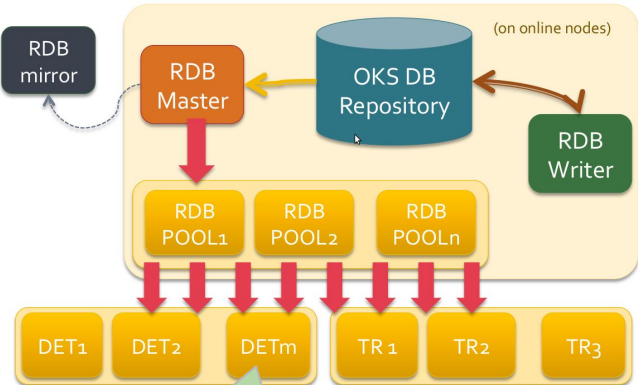 (on online nodes)
RDB
mirror
RDB
Master
OKS DB
Repository
RDB
Writer
RDB
POOL1
RDB
POOL2
RDB
POOLn
DET1
DET2
DETm
TR 1
TR2
TR3